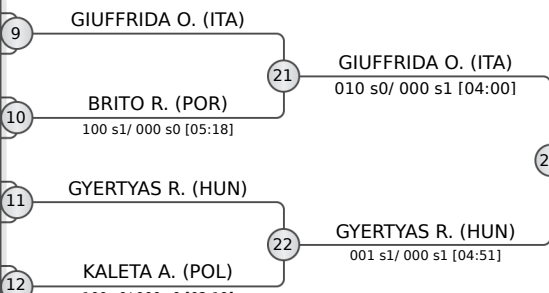 GIUFFRIDA O. (ITA)
9
GIUFFRIDA O. (ITA)
21
010 s0/ 000 s1 [04:00]
BRITO R. (POR)
10
100 s1/ 000 s0 [05:18]
GYERTYAS R. (HUN)
11
GYERTYAS R. (HUN)
22
001 s1/ 000 s1 [04:51]
KALETA A. (POL)
12